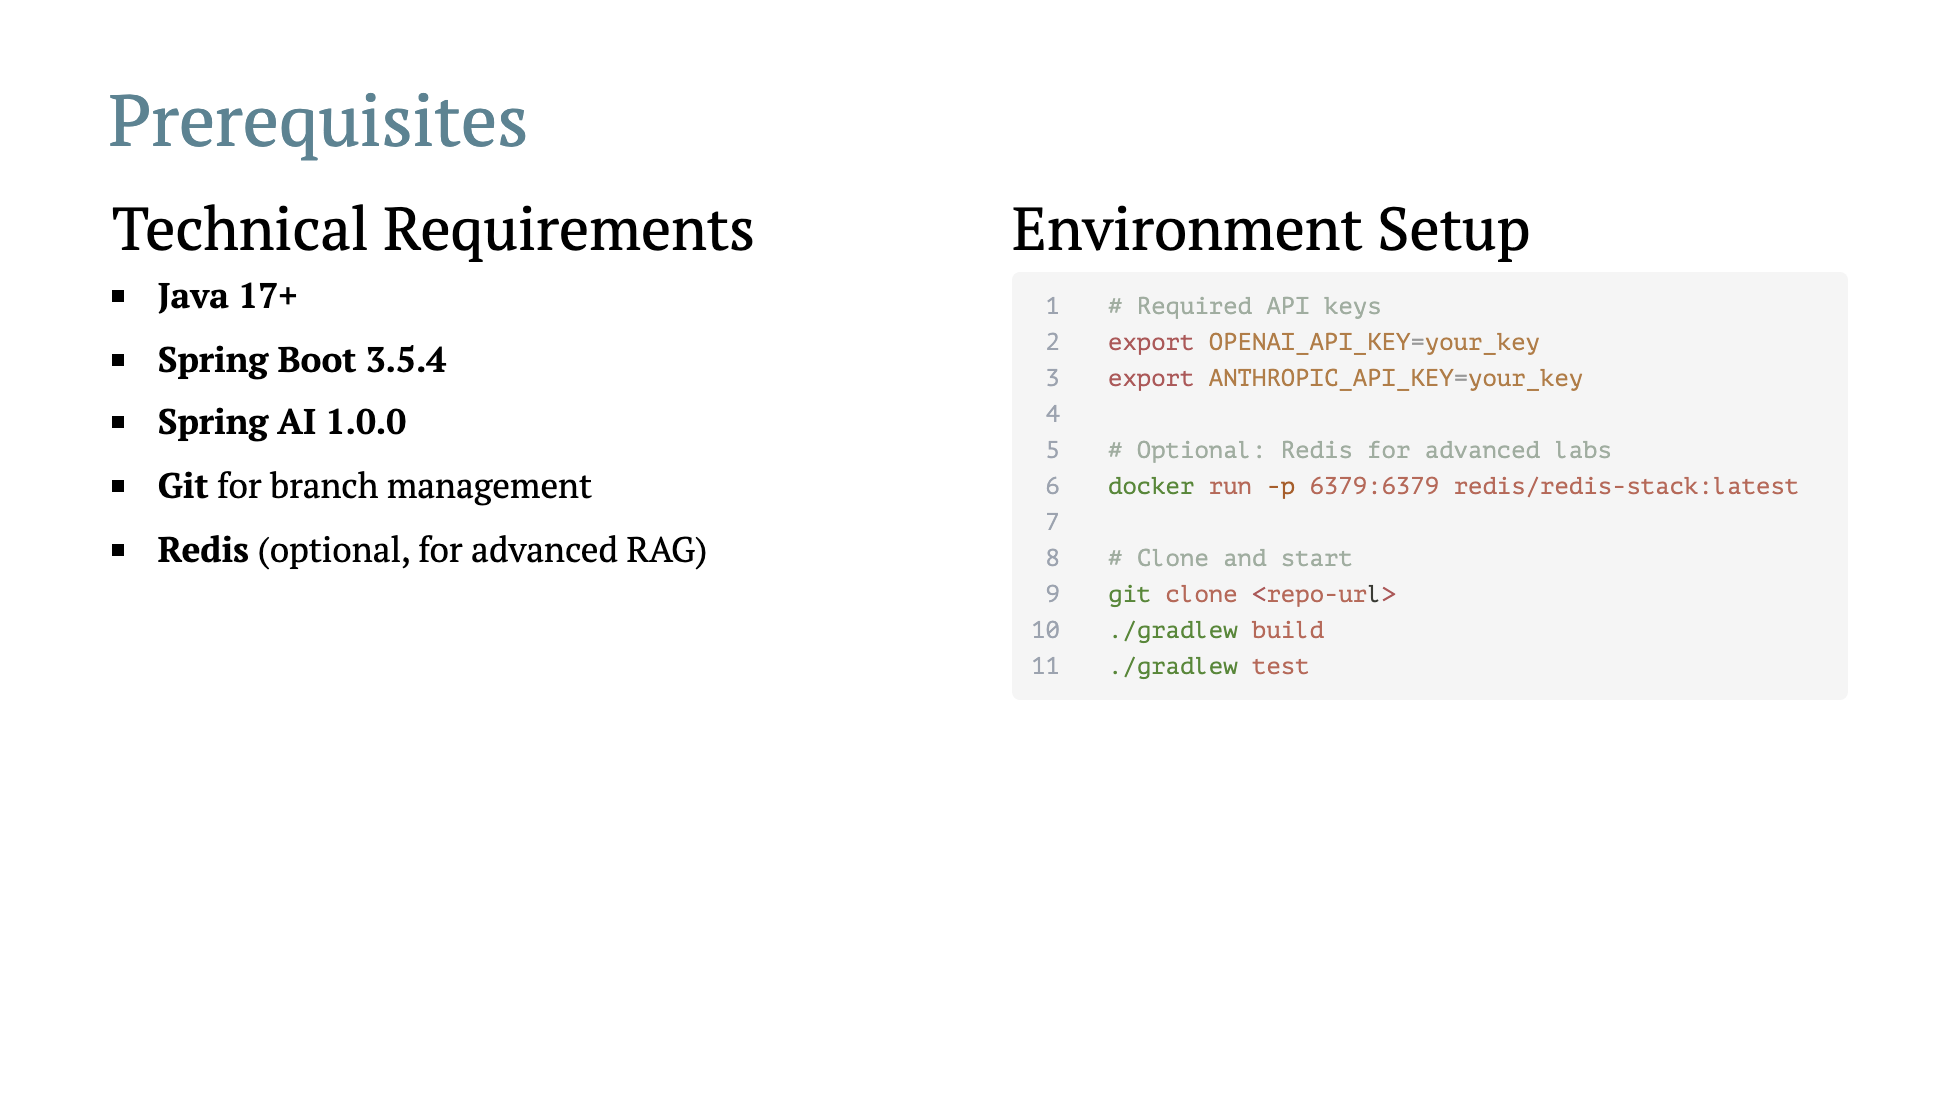 Prerequisites
Technical Requirements
▪ Java 17+
▪ Spring Boot 3.5.4
▪ Spring AI 1.0.0
▪ Git for branch management
▪ Redis (optional, for advanced RAG)
Environment Setup
1 # Required API keys
2 export OPENAI_API_KEY=your_key
3 export ANTHROPIC_API_KEY=your_key
4
5 # Optional: Redis for advanced labs
6 docker run -p 6379:6379 redis/redis-stack:latest
7
8 # Clone and start
9 git clone <repo-url>
10 ./gradlew build
11 ./gradlew test